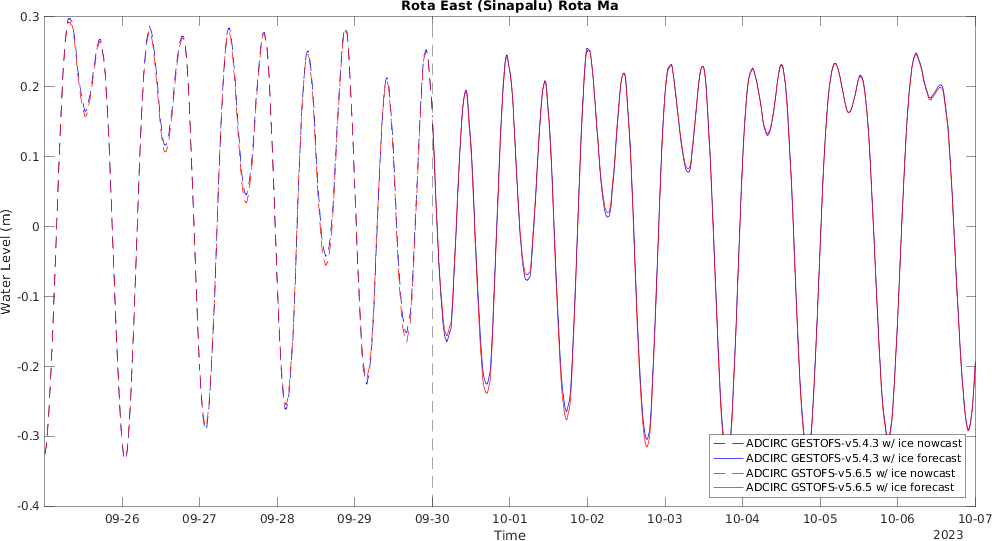 Rota East (Sinapalu) Rota Ma
0.3
0.2
0.1
0
-0.1
-0.2
-0.3
-0.4
Water Level (m)
ADCIRC GESTOFS-v5.4.3 w/ ice nowcast
ADCIRC GESTOFS-v5.4.3 w/ ice forecast
ADCIRC GSTOFS-v5.6.5 w/ ice nowcast
ADCIRC GSTOFS-v5.6.5 w/ ice forecast
09-26 09-27 09-28 09-29 09-30 10-01 10-02 10-03 10-04 10-05 10-06 10-07
Time
2023